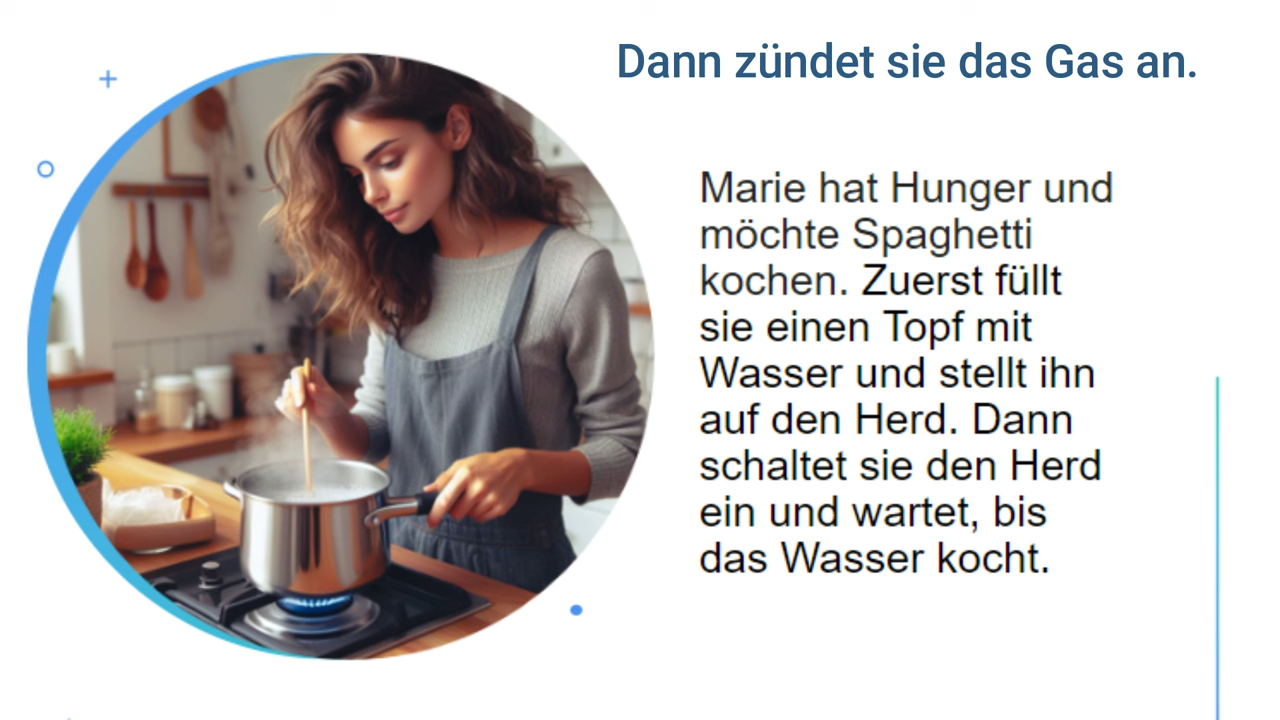 Dann zündet sie das Gas an.
Marie hat Hunger und
möchte Spaghetti
kochen. Zuerst füllt
sie einen Topf mit
Wasser und stellt ihn
auf den Herd. Dann
schaltet sie den Herd
ein und wartet, bis
das Wasser kocht.